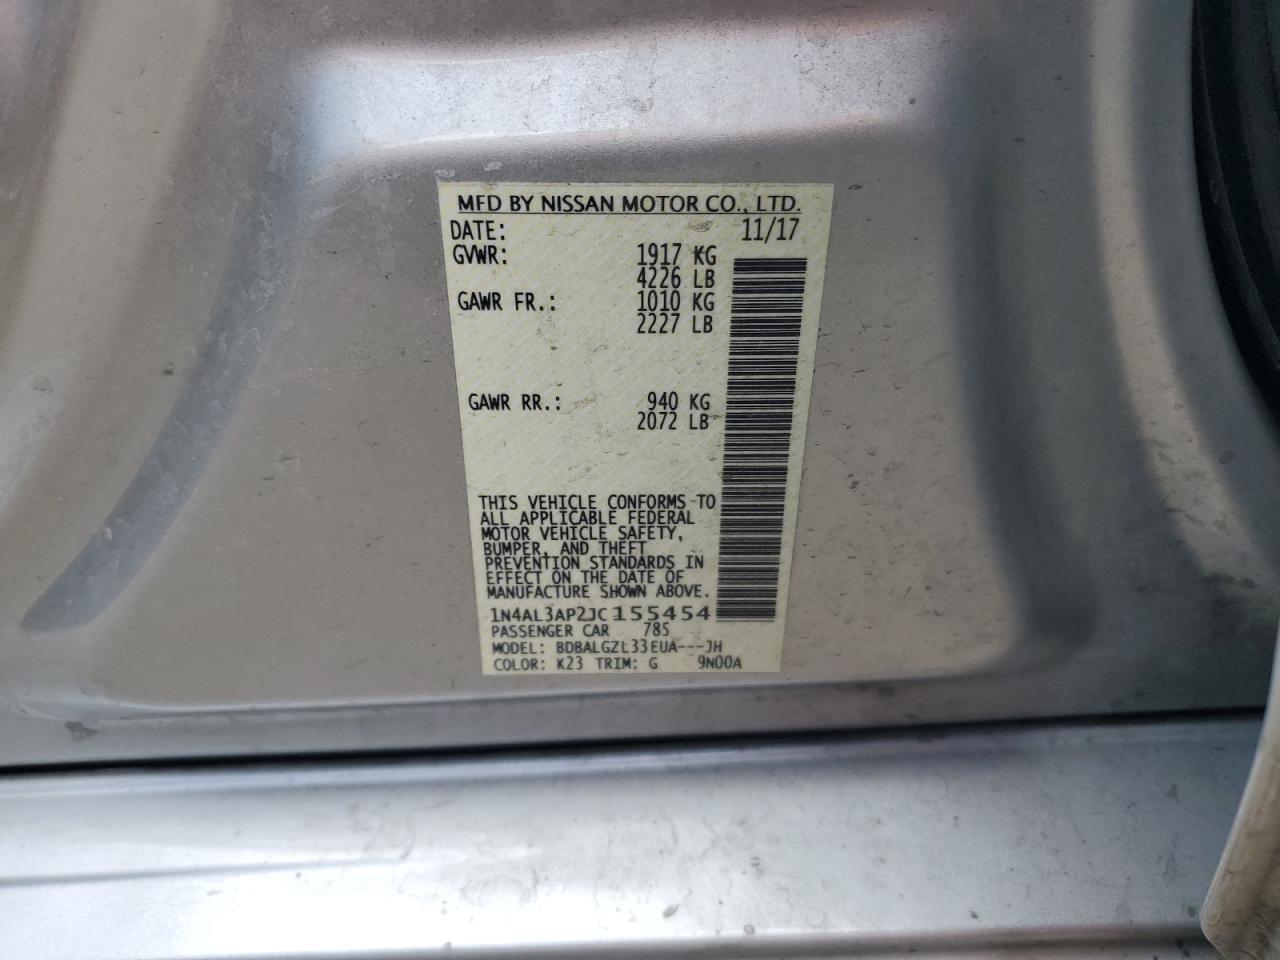 MFD BY NISSAN MOTOR CO., LTD.
DATE: 11/17
GVWR: 1917 KG
4226 LB
GAWR FR.: 1010 KG
2227 LB
GAWR RR.: 940 KG
2072 LB
THIS VEHICLE CONFORMS TO
ALL APPLICABLE FEDERAL
MOTOR VEHICLE SAFETY,
BUMPER, AND THEFT
PREVENTION STANDARDS IN
EFFECT ON THE DATE OF
MANUFACTURE SHOWN ABOVE.
1N4AL3AP2JC155454
PASSENGER CAR 785
MODEL: BDBALGZL33EUA---JH
COLOR: K23 TRIM: G 9N00A